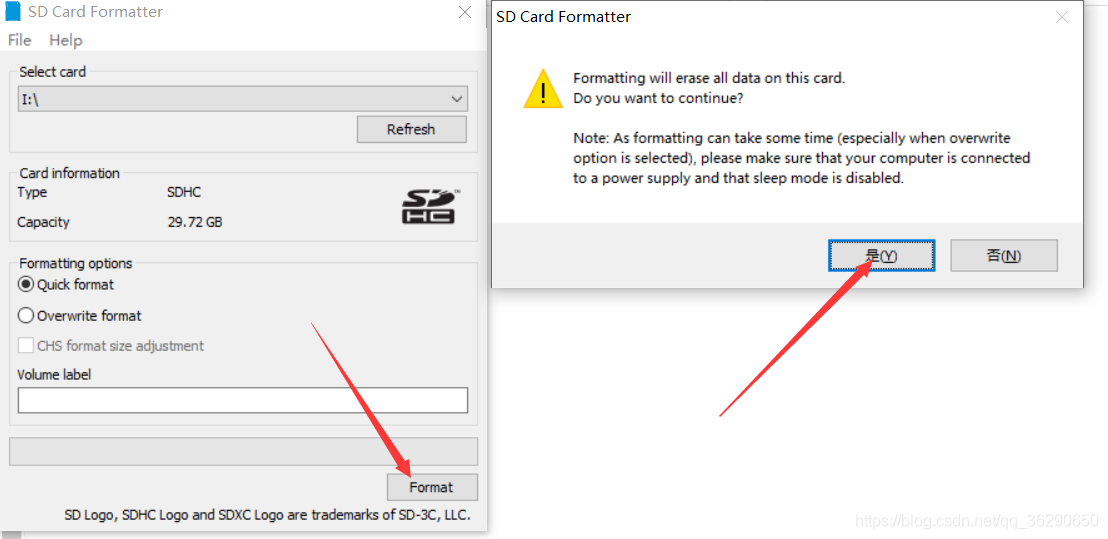 SD Card Formatter
File Help
Select card
I:\
Refresh
Card information
Type SDHC
Capacity 29.72 GB
SD HC ™
Formatting options
Quick format
Overwrite format
CHS format size adjustment
Volume label
Format
SD Logo, SDHC Logo and SDXC Logo are trademarks of SD-3C, LLC.
SD Card Formatter
Formatting will erase all data on this card.
Do you want to continue?
Note: As formatting can take some time (especially when overwrite
option is selected), please make sure that your computer is connected
to a power supply and that sleep mode is disabled.
是(Y) 否(N)
https://blog.csdn.net/qq_36290650